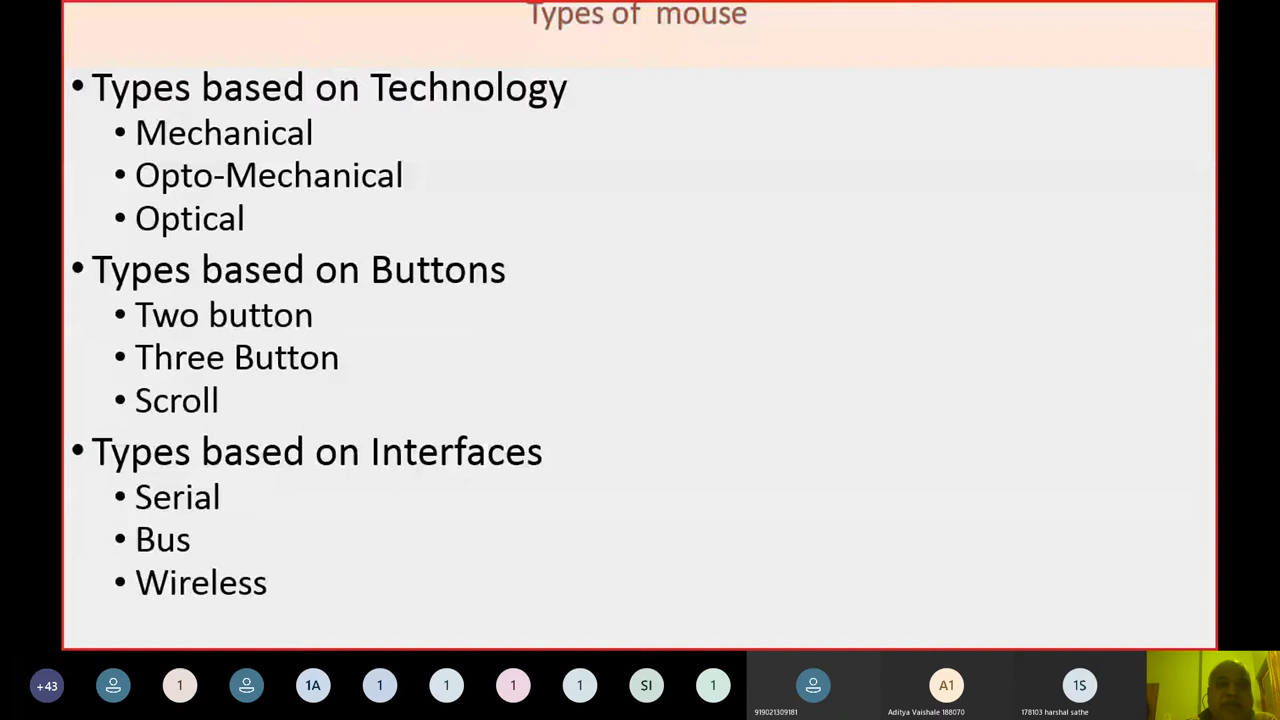 Types of mouse
• Types based on Technology
• Mechanical
• Opto-Mechanical
• Optical
• Types based on Buttons
• Two button
• Three Button
• Scroll
• Types based on Interfaces
• Serial
• Bus
• Wireless
+43
1
1A
1
1
1
1
SI
1
A1
1S
919021309181
Aditya Vaishale 188070
178103 harshal sathe